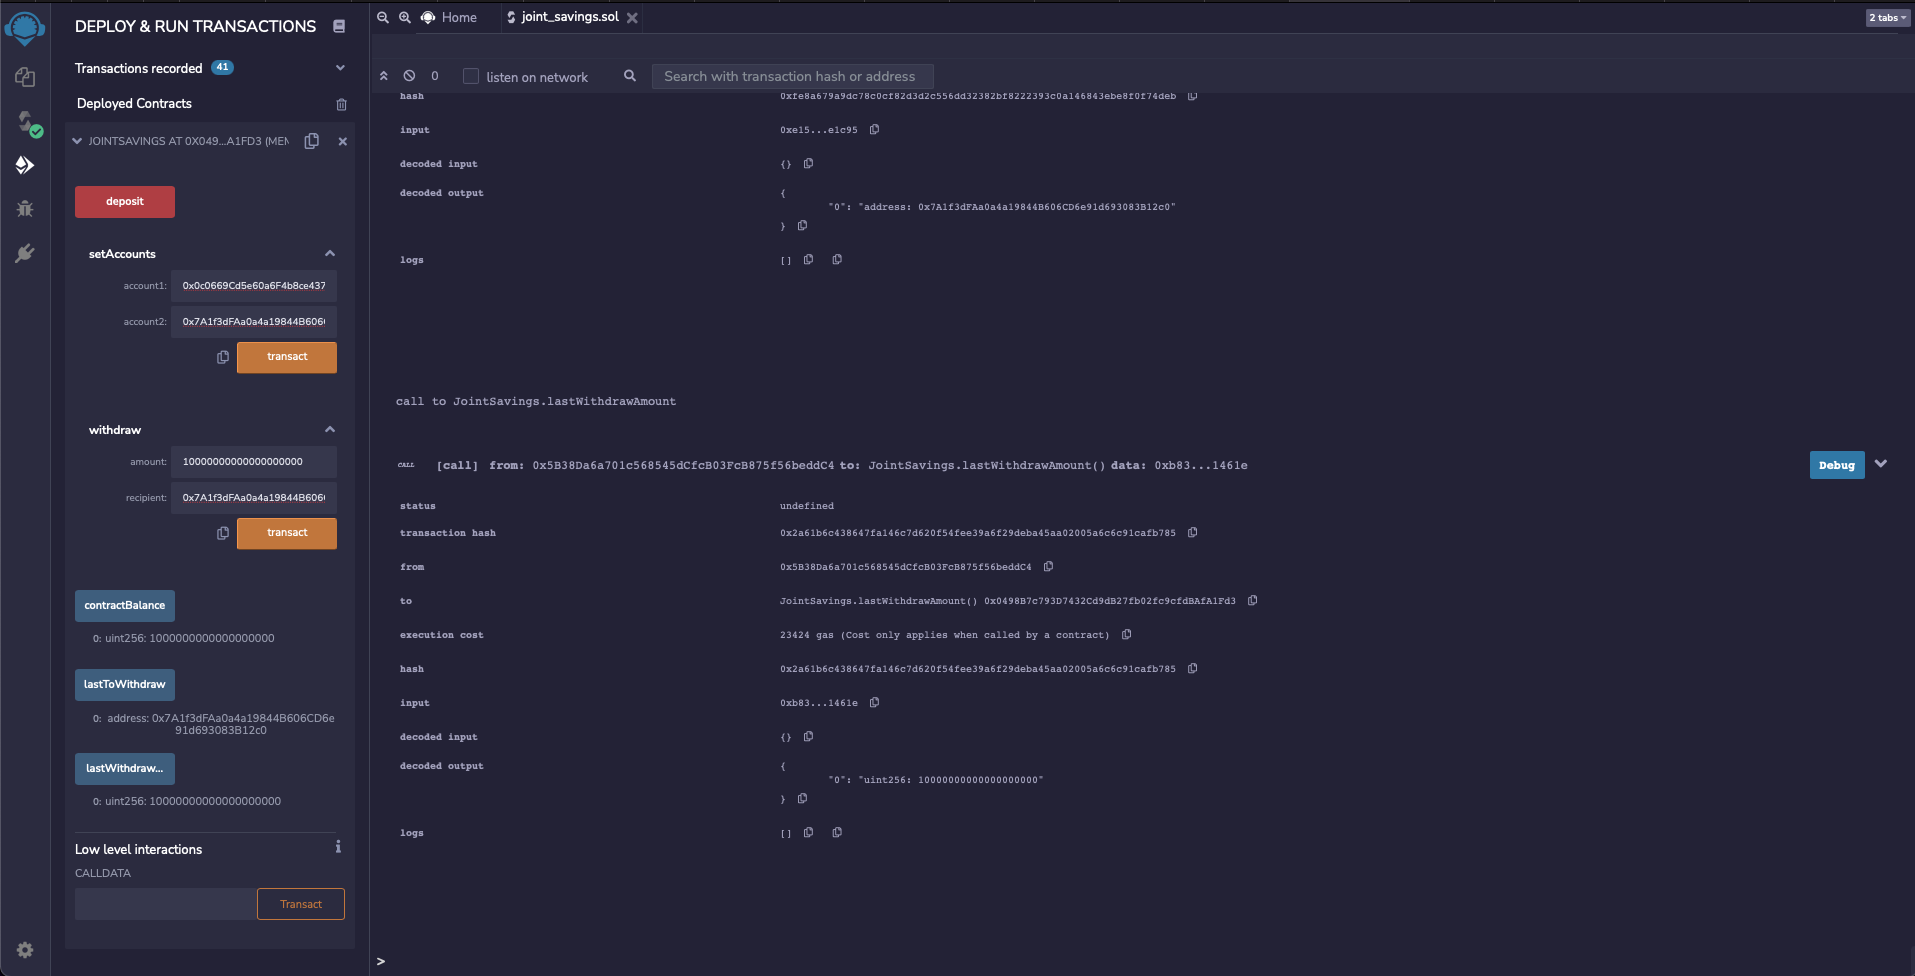 DEPLOY & RUN TRANSACTIONS
Transactions recorded 41
Deployed Contracts
JOINTSAVINGS AT 0X049...A1FD3 (MEM
deposit
setAccounts
account1: 0x0c0669Cd5e60a6F4b8ce437
account2: 0x7A1f3dFAa0a4a19844B606
transact
withdraw
amount: 10000000000000000000
recipient: 0x7A1f3dFAa0a4a19844B606
transact
contractBalance
0: uint256: 1000000000000000000
lastToWithdraw
0: address: 0x7A1f3dFAa0a4a19844B606CD6e
91d693083B12c0
lastWithdraw...
0: uint256: 10000000000000000000
Low level interactions
CALLDATA
Transact
Home
joint_savings.sol
2 tabs
0
listen on network
Search with transaction hash or address
hash 0xfe8a679a9dc78c0cf82d3d2c556dd32382bf8222393c0a146843ebe8f0f74deb
input 0xe15...e1c95
decoded input {}
decoded output {
"0": "address: 0x7A1f3dFAa0a4a19844B606CD6e91d693083B12c0"
}
logs []
call to JointSavings.lastWithdrawAmount
CALL [call] from: 0x5B38Da6a701c568545dCfcB03FcB875f56beddC4 to: JointSavings.lastWithdrawAmount() data: 0xb83...1461e
Debug
status undefined
transaction hash 0x2a61b6c438647fa146c7d620f54fee39a6f29deba45aa02005a6c6c91cafb785
from 0x5B38Da6a701c568545dCfcB03FcB875f56beddC4
to JointSavings.lastWithdrawAmount() 0x0498B7c793D7432Cd9dB27fb02fc9cfdBAfA1Fd3
execution cost 23424 gas (Cost only applies when called by a contract)
hash 0x2a61b6c438647fa146c7d620f54fee39a6f29deba45aa02005a6c6c91cafb785
input 0xb83...1461e
decoded input {}
decoded output {
"0": "uint256: 10000000000000000000"
}
logs []
>